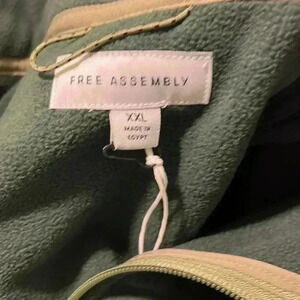 FREE ASSEMBLY
XXL
MADE IN
EGYPT